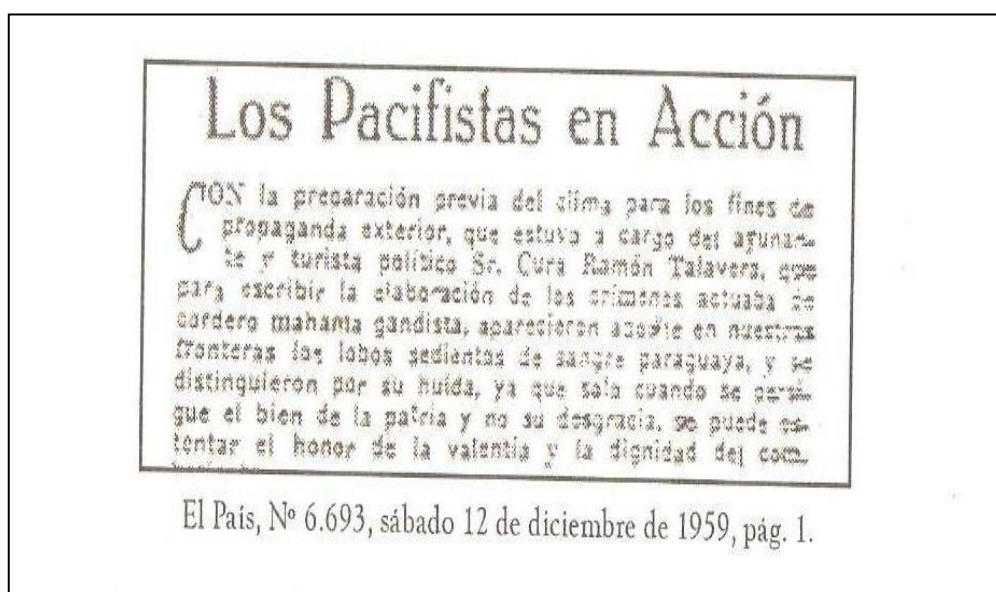 Los Pacifistas en Acción
CON la preparación previa del clima para los fines de
propaganda exterior, que estuvo a cargo del ayunan-
te y turista político Sr. Cura Ramón Talavera, que
para escribir la elaboración de los crímenes actuaba de
cordero mahatma gandista, aparecieron anoche en nuestras
fronteras los lobos sedientos de sangre paraguaya, y se
distinguieron por su huída, ya que solo cuando se persi-
gue el bien de la patria y no su desgracia, se puede os-
tentar el honor de la valentía y la dignidad del com-
El País, Nº 6.693, sábado 12 de diciembre de 1959, pág. 1.